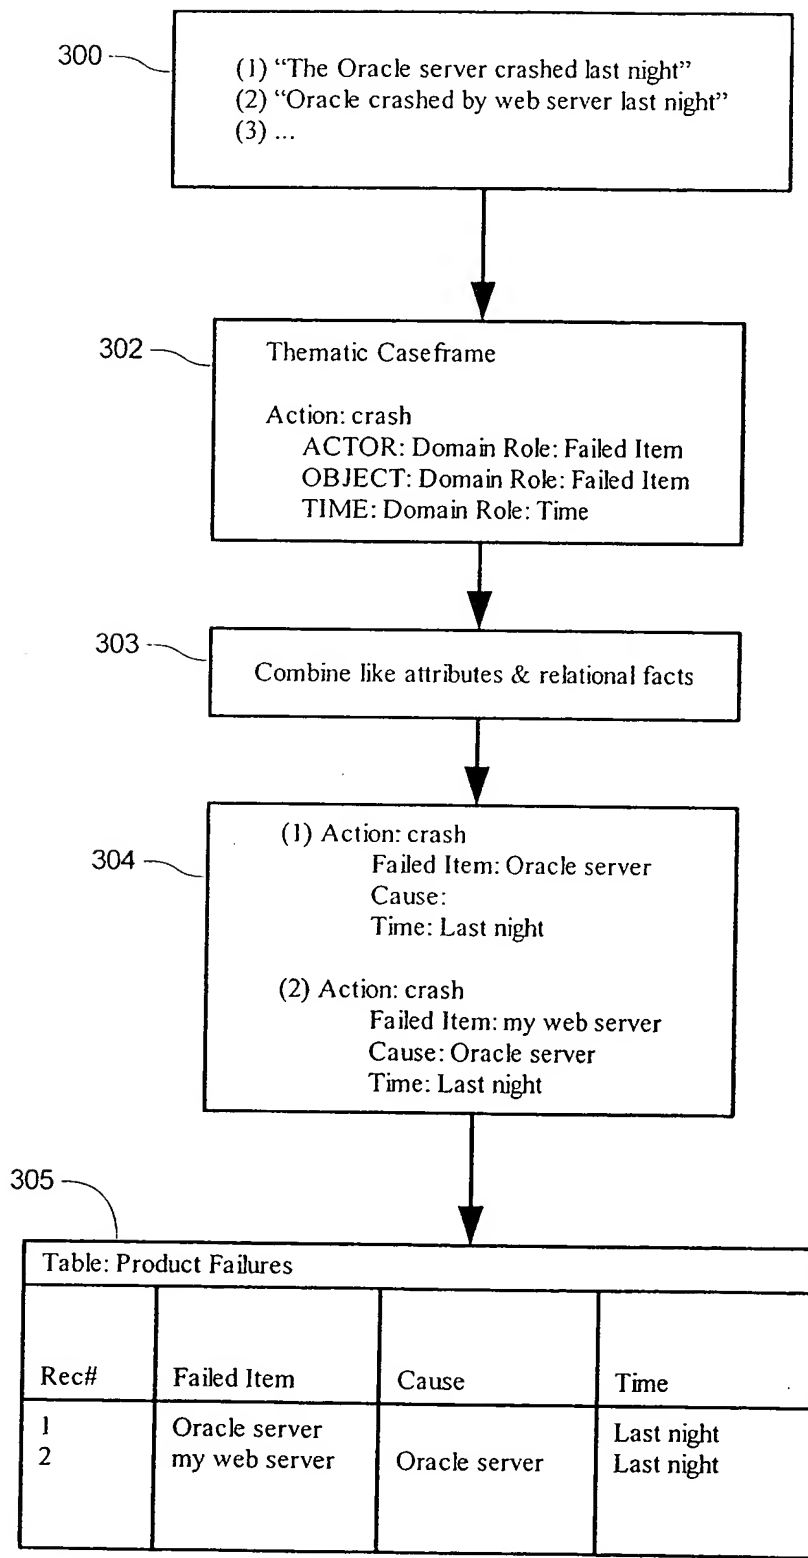 300
(1) “The Oracle server crashed last night”
(2) “Oracle crashed by web server last night”
(3) ...
302
Thematic Caseframe
Action: crash
ACTOR: Domain Role: Failed Item
OBJECT: Domain Role: Failed Item
TIME: Domain Role: Time
303
Combine like attributes & relational facts
304
(1) Action: crash
Failed Item: Oracle server
Cause:
Time: Last night
(2) Action: crash
Failed Item: my web server
Cause: Oracle server
Time: Last night
305
Table: Product Failures
Rec# Failed Item Cause Time
1 Oracle server Last night
2 my web server Oracle server Last night